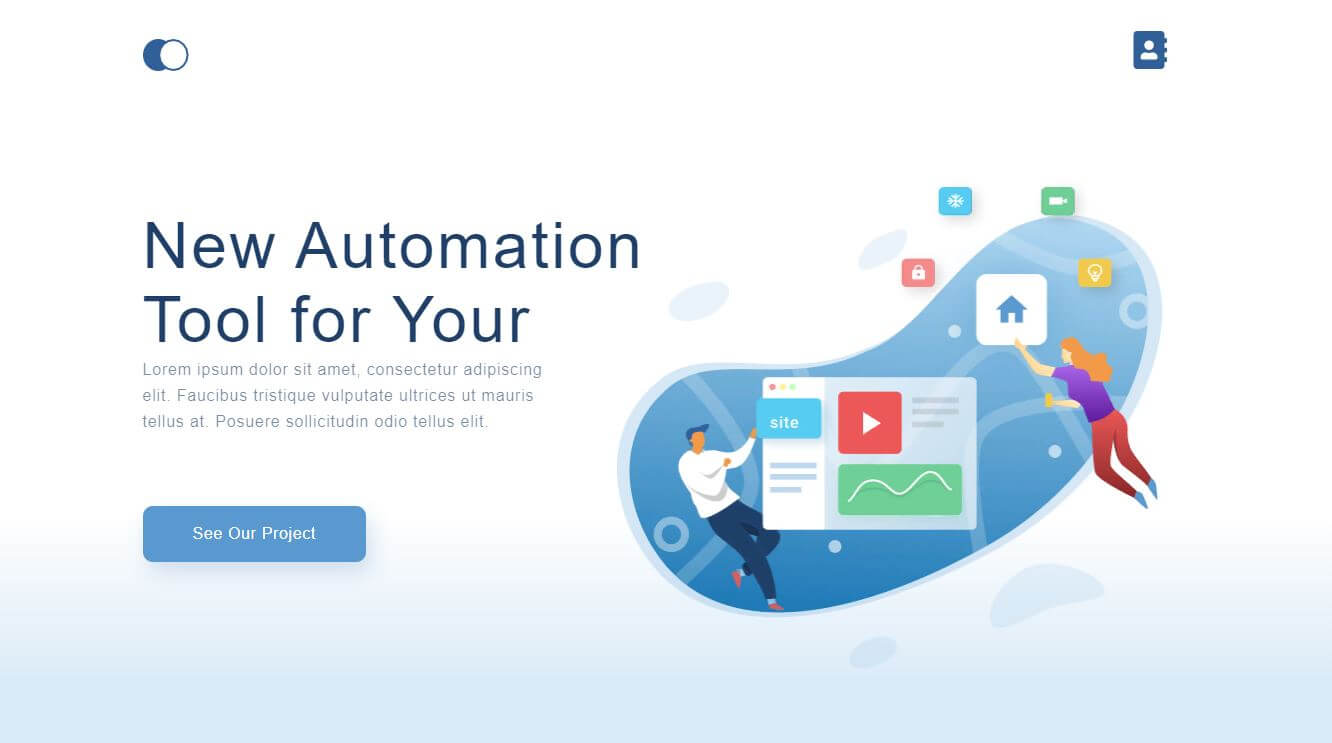 New Automation
Tool for Your
Lorem ipsum dolor sit amet, consectetur adipiscing
elit. Faucibus tristique vulputate ultrices ut mauris
tellus at. Posuere sollicitudin odio tellus elit.
site
See Our Project